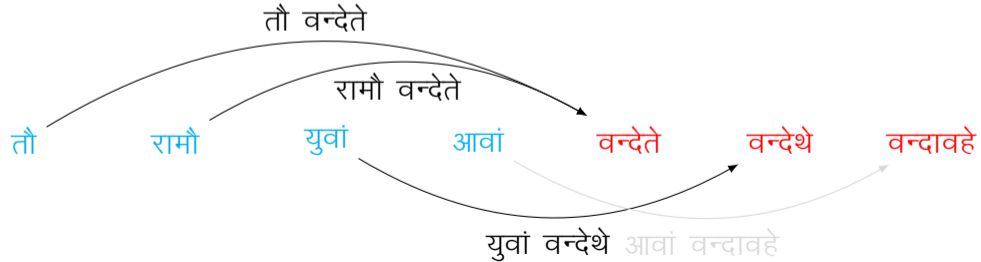 तौ वन्देते
रामौ वन्देते
तौ रामौ युवां आवां वन्देते वन्देथे वन्दावहे
युवां वन्देथे आवां वन्दावहे